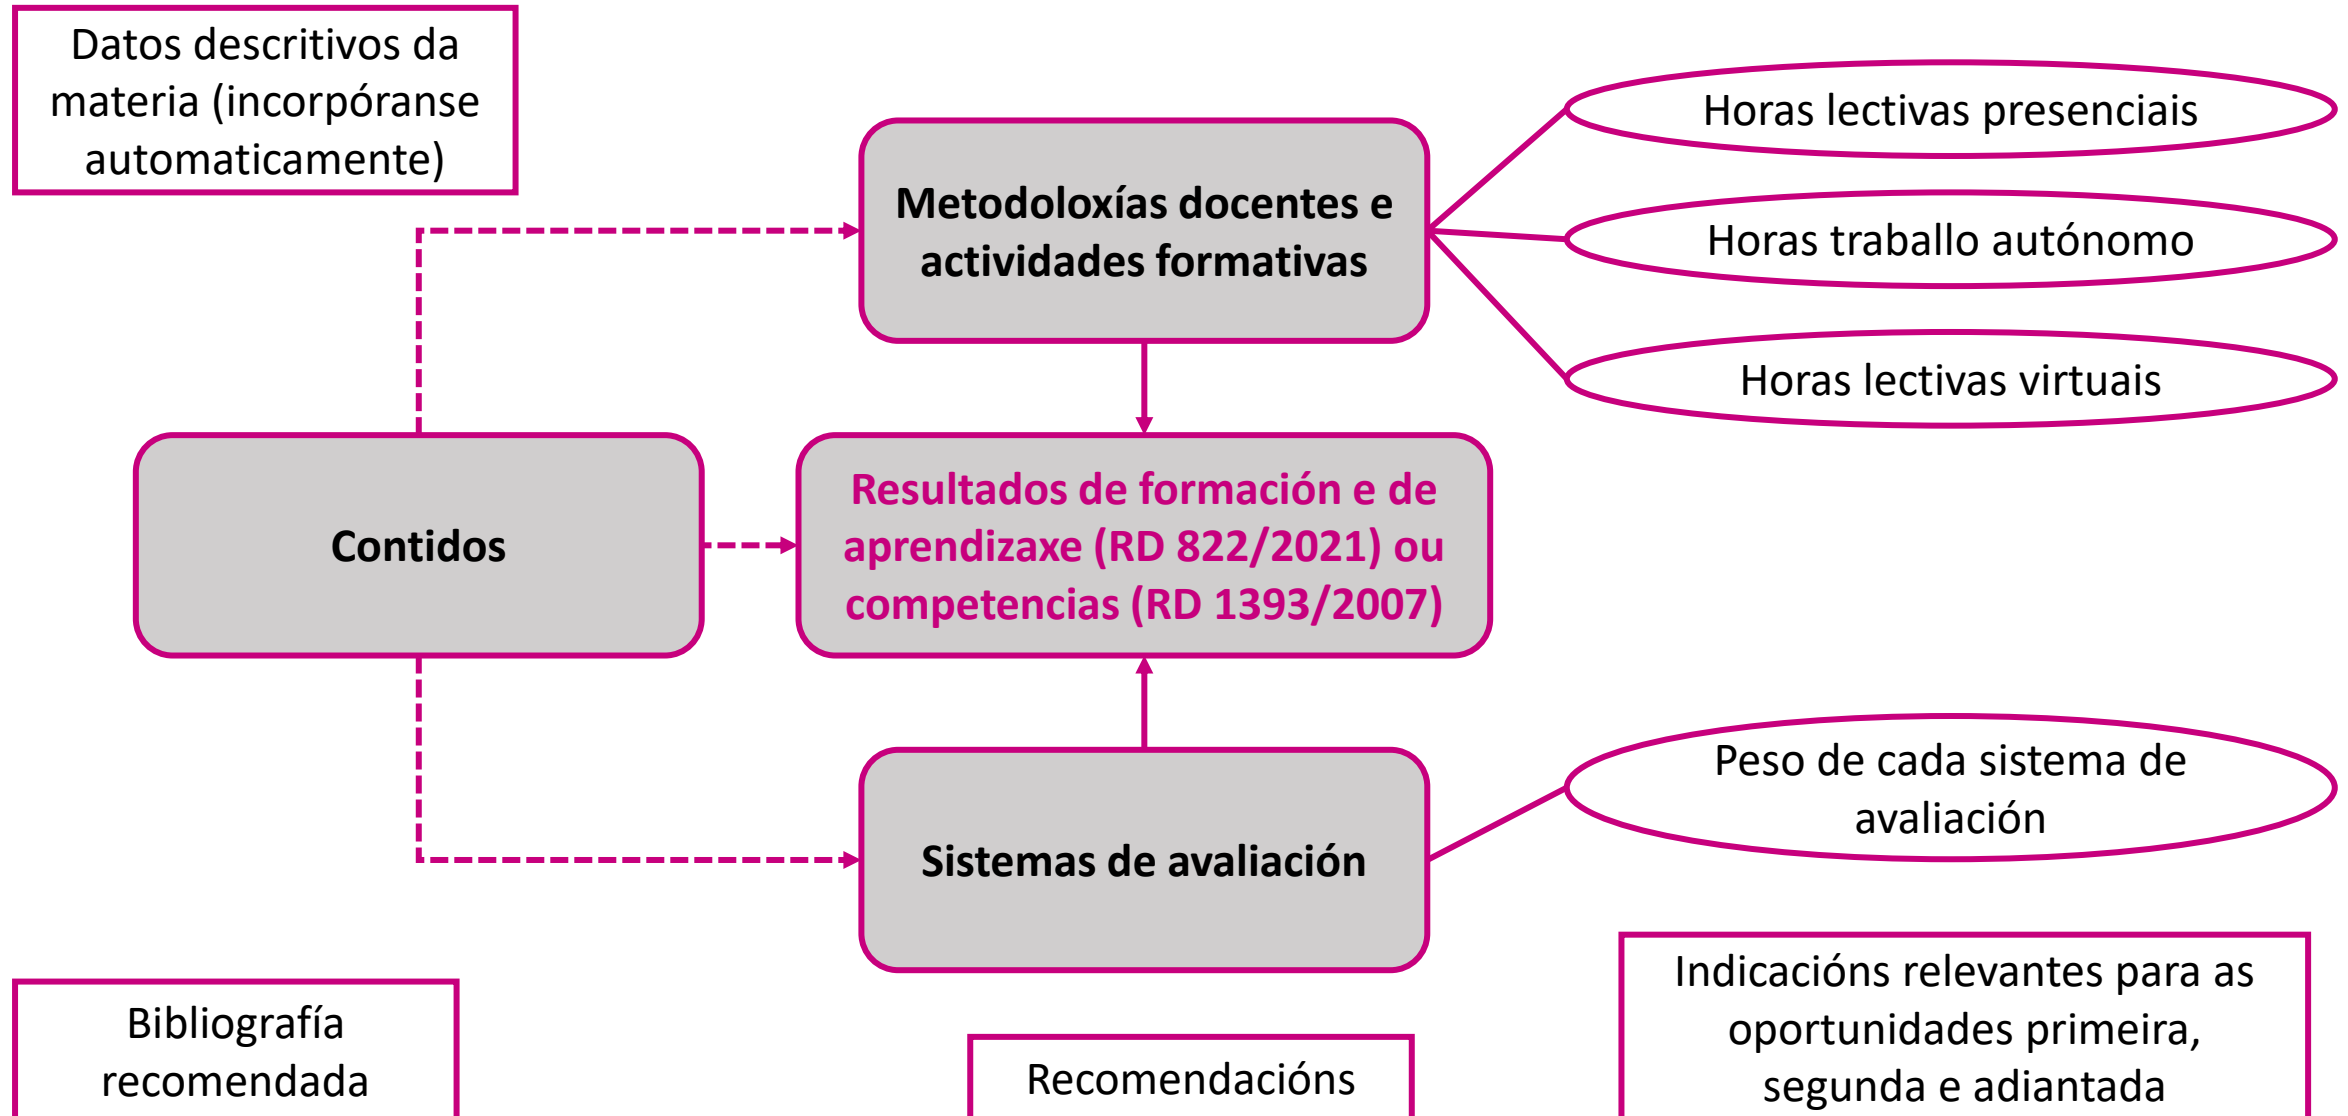 Datos descritivos da
materia (incorpóranse
automaticamente)
Metodoloxías docentes e
actividades formativas
Horas lectivas presenciais
Horas traballo autónomo
Horas lectivas virtuais
Contidos
Resultados de formación e de
aprendizaxe (RD 822/2021) ou
competencias (RD 1393/2007)
Sistemas de avaliación
Peso de cada sistema de
avaliación
Bibliografía
recomendada
Recomendacións
Indicacións relevantes para as
oportunidades primeira,
segunda e adiantada